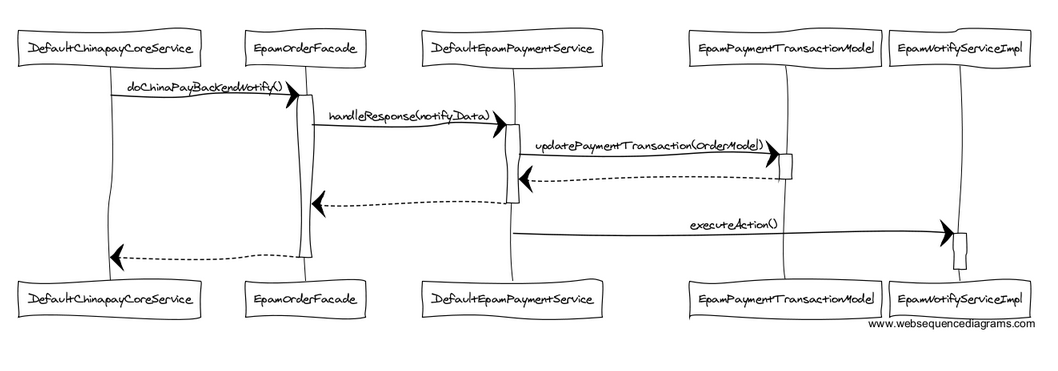 DefaultChinapayCoreService EpamOrderFacade DefaultEpamPaymentService EpamPaymentTransactionModel EpamNotifyServiceImpl
doChinaPayBackendNotify()
handleResponse(notifyData)
updatePaymentTransaction(OrderModel)
executeAction()
DefaultChinapayCoreService EpamOrderFacade DefaultEpamPaymentService EpamPaymentTransactionModel EpamNotifyServiceImpl
www.websequencediagrams.com